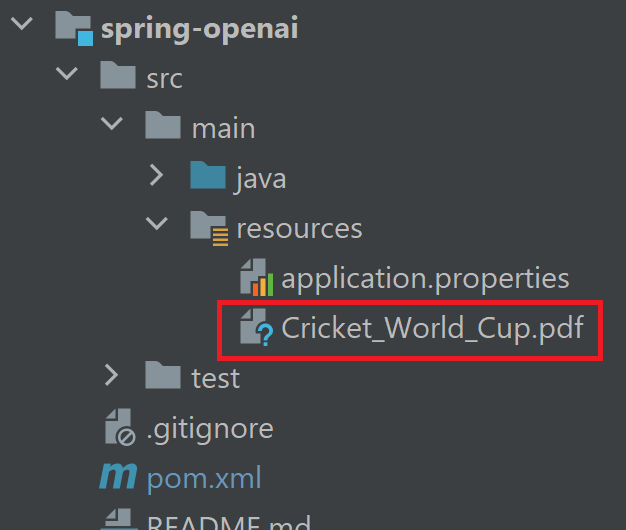 spring-openai
src
main
java
resources
application.properties
Cricket_World_Cup.pdf
test
.gitignore
pom.xml
README.md